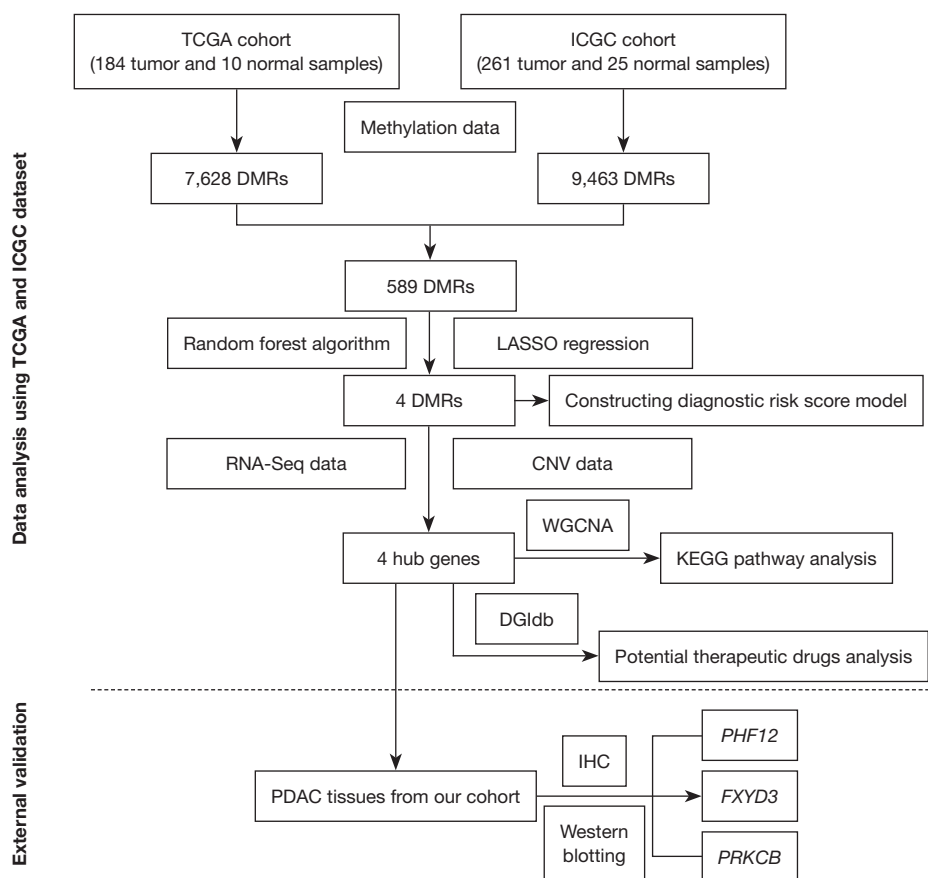 TCGA cohort
(184 tumor and 10 normal samples)
ICGC cohort
(261 tumor and 25 normal samples)
Methylation data
7,628 DMRs
9,463 DMRs
589 DMRs
Random forest algorithm
LASSO regression
4 DMRs
Constructing diagnostic risk score model
RNA-Seq data
CNV data
WGCNA
4 hub genes
KEGG pathway analysis
DGIdb
Potential therapeutic drugs analysis
Data analysis using TCGA and ICGC dataset
PHF12
IHC
PDAC tissues from our cohort
FXYD3
Western
blotting
PRKCB
External validation